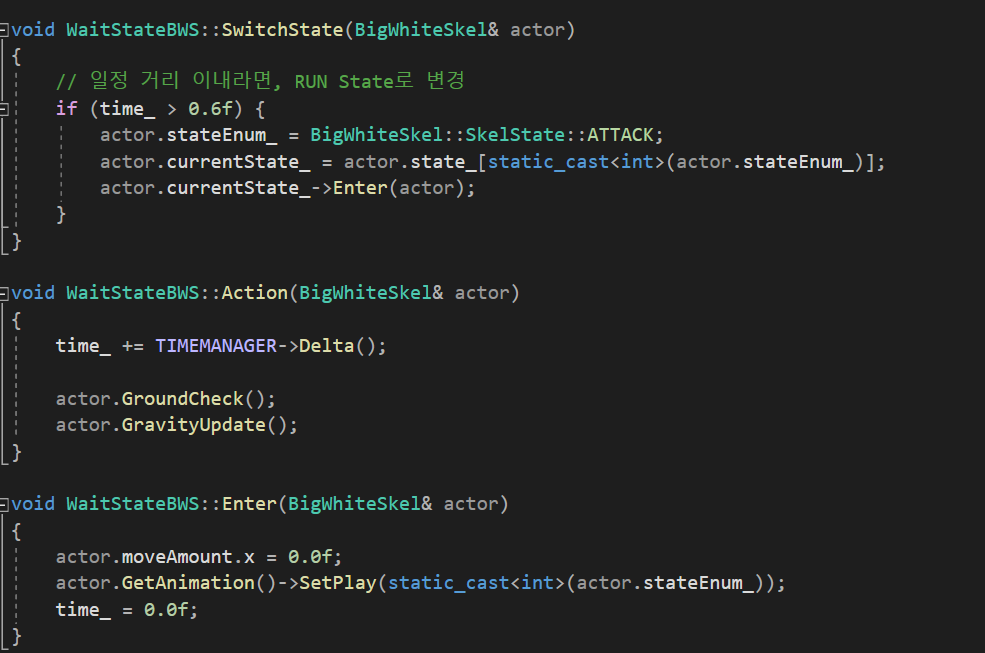 void WaitStateBWS::SwitchState(BigWhiteSkel& actor)
{
    // 일정 거리 이내라면, RUN State로 변경
    if (time_ > 0.6f) {
        actor.stateEnum_ = BigWhiteSkel::SkelState::ATTACK;
        actor.currentState_ = actor.state_[static_cast<int>(actor.stateEnum_)];
        actor.currentState_->Enter(actor);
    }
}

void WaitStateBWS::Action(BigWhiteSkel& actor)
{
    time_ += TIMEMANAGER->Delta();

    actor.GroundCheck();
    actor.GravityUpdate();
}

void WaitStateBWS::Enter(BigWhiteSkel& actor)
{
    actor.moveAmount.x = 0.0f;
    actor.GetAnimation()->SetPlay(static_cast<int>(actor.stateEnum_));
    time_ = 0.0f;
}